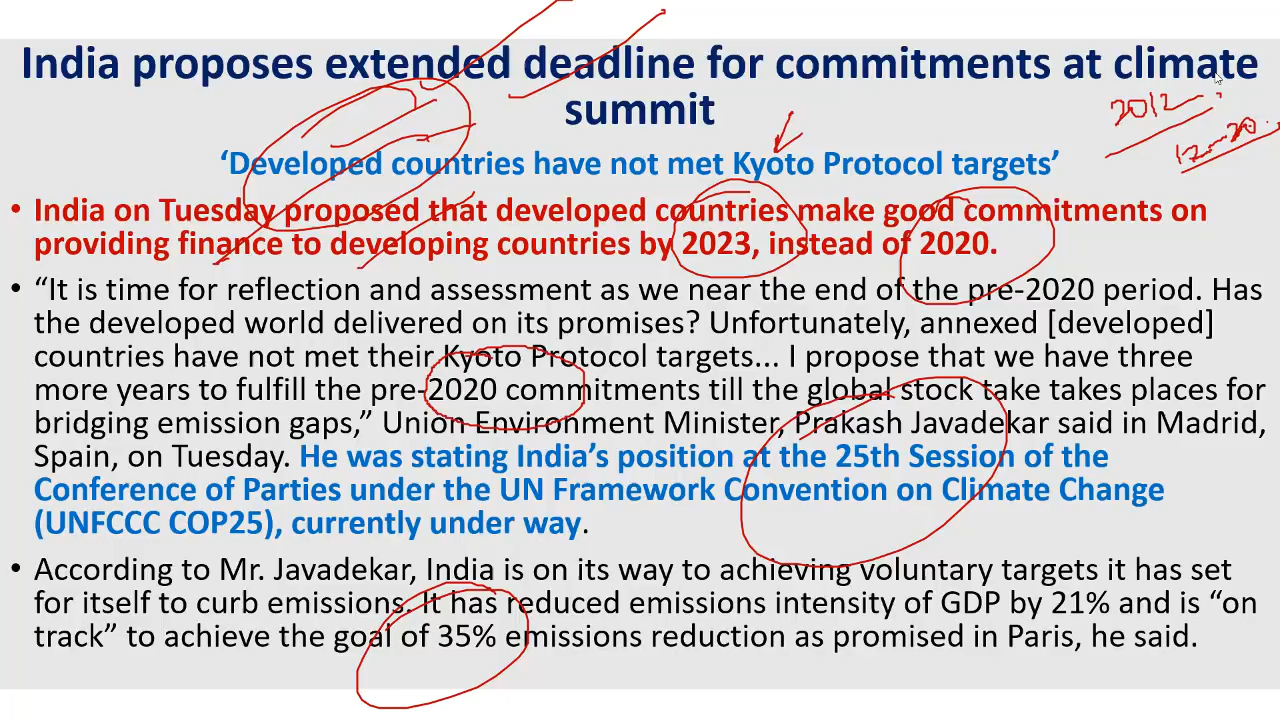 India proposes extended deadline for commitments at climate
summit
2012
12-20
‘Developed countries have not met Kyoto Protocol targets’
• India on Tuesday proposed that developed countries make good commitments on
providing finance to developing countries by 2023, instead of 2020.
• “It is time for reflection and assessment as we near the end of the pre-2020 period. Has
the developed world delivered on its promises? Unfortunately, annexed [developed]
countries have not met their Kyoto Protocol targets... I propose that we have three
more years to fulfill the pre-2020 commitments till the global stock take takes places for
bridging emission gaps,” Union Environment Minister, Prakash Javadekar said in Madrid,
Spain, on Tuesday. He was stating India’s position at the 25th Session of the
Conference of Parties under the UN Framework Convention on Climate Change
(UNFCCC COP25), currently under way.
• According to Mr. Javadekar, India is on its way to achieving voluntary targets it has set
for itself to curb emissions. It has reduced emissions intensity of GDP by 21% and is “on
track” to achieve the goal of 35% emissions reduction as promised in Paris, he said.